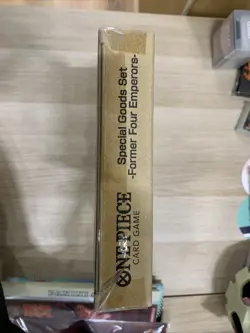 Special Goods Set
-Former Four Emperors-
ONE PIECE
CARD GAME